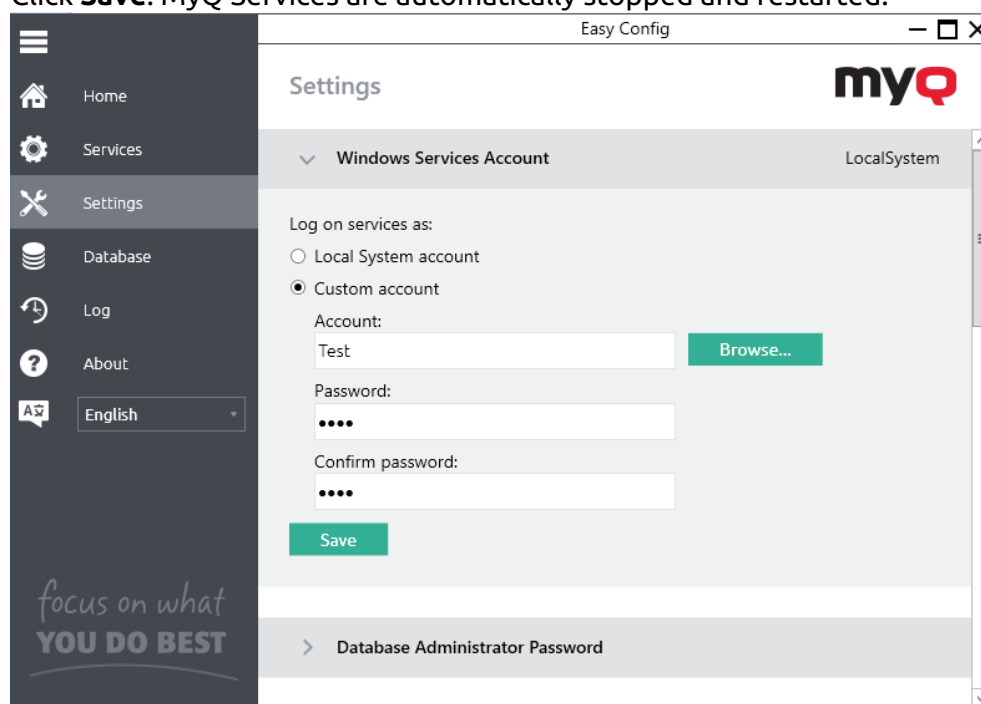 Click Save. MyQ Services are automatically stopped and restarted.
Easy Config
Home
Services
Settings
Database
Log
About
English
focus on what
YOU DO BEST
Settings
myQ
Windows Services Account
LocalSystem
Log on services as:
Local System account
Custom account
Account:
Test
Browse...
Password:
••••
Confirm password:
••••
Save
Database Administrator Password